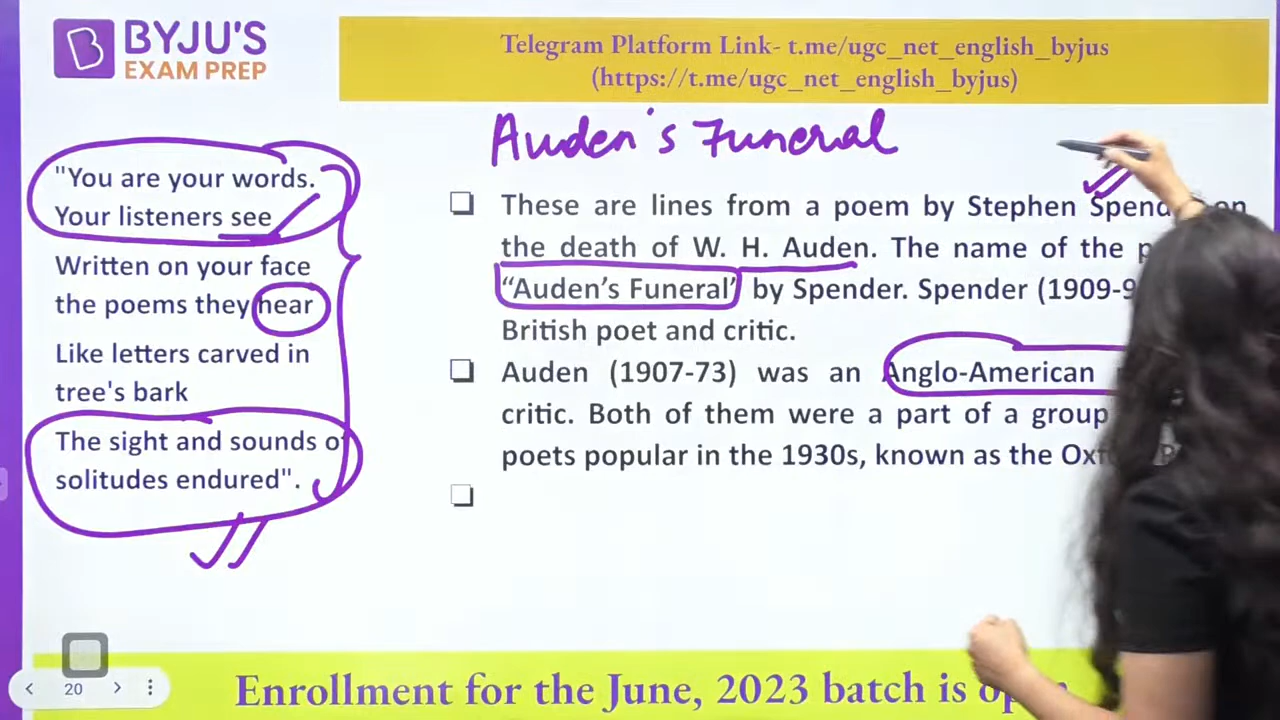 BYJU'S
EXAM PREP
Telegram Platform Link- t.me/ugc_net_english_byjus
(https://t.me/ugc_net_english_byjus)
Auden's Funeral
"You are your words.
Your listeners see
Written on your face
the poems they hear
Like letters carved in
tree's bark
The sight and sounds of
solitudes endured".
These are lines from a poem by Stephen Spender on
the death of W. H. Auden. The name of the
"Auden's Funeral" by Spender. Spender (1909-9
British poet and critic.
Auden (1907-73) was an Anglo-American
critic. Both of them were a part of a group
poets popular in the 1930s, known as the Oxford
20
Enrollment for the June, 2023 batch is open